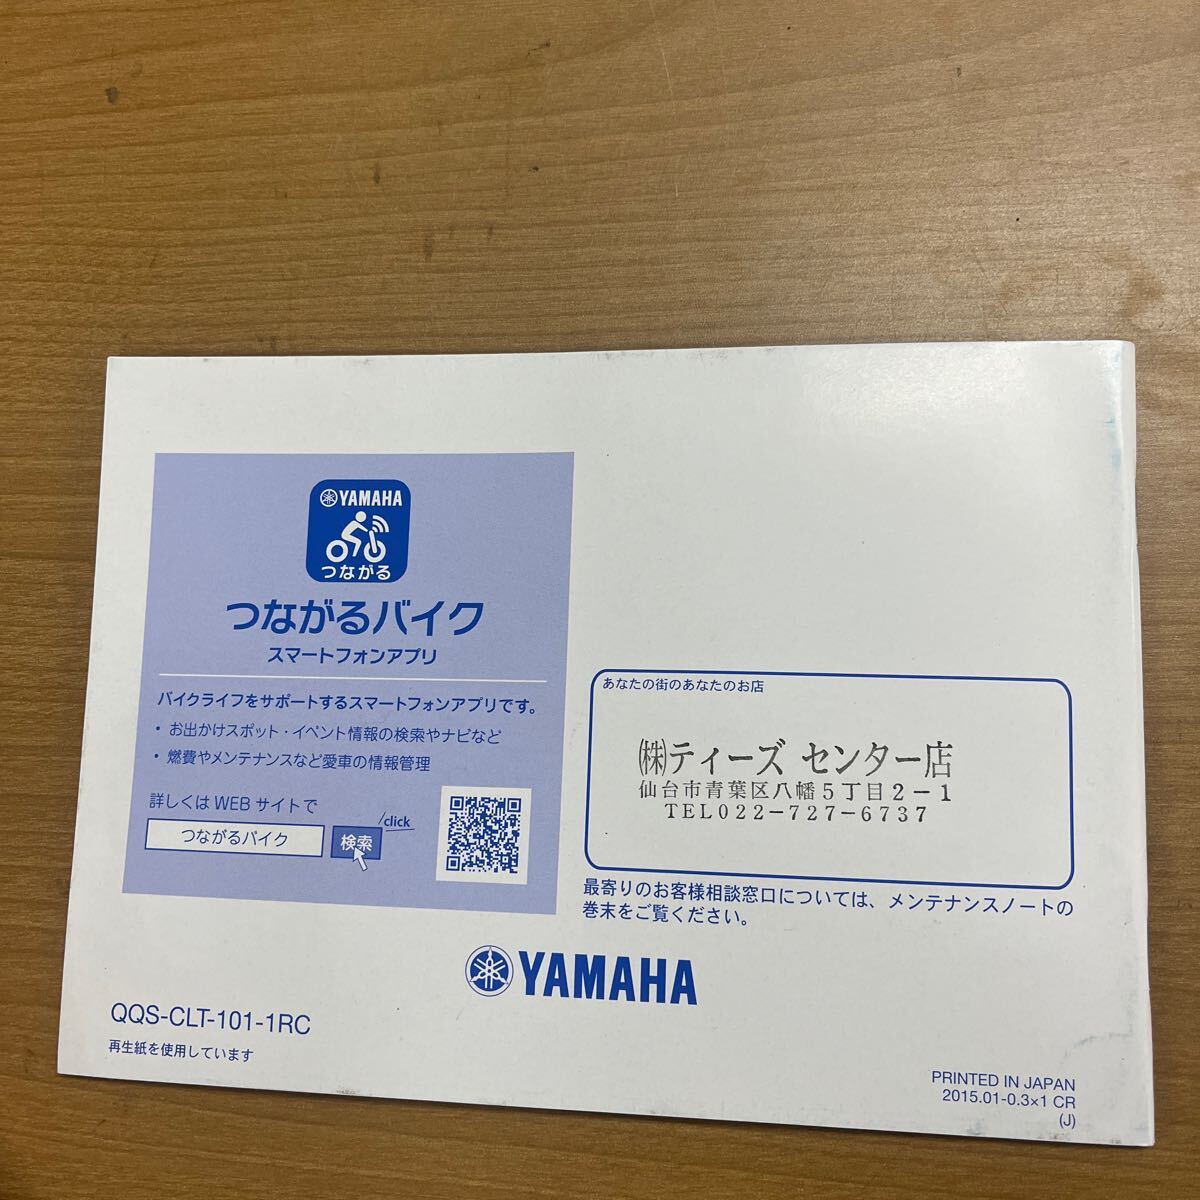 YAMAHA
つながる
つながるバイク
スマートフォンアプリ
バイクライフをサポートするスマートフォンアプリです。
・お出かけスポット・イベント情報の検索やナビなど
・燃費やメンテナンスなど愛車の情報管理
詳しくは WEB サイトで
つながるバイク
検索
click
あなたの街のあなたのお店
㈱ティーズ センター店
仙台市青葉区八幡5丁目2-1
TEL022-727-6737
最寄りのお客様相談窓口については、メンテナンスノートの
巻末をご覧ください。
YAMAHA
QQS-CLT-101-1RC
再生紙を使用しています
PRINTED IN JAPAN
2015.01-0.3×1 CR
(J)